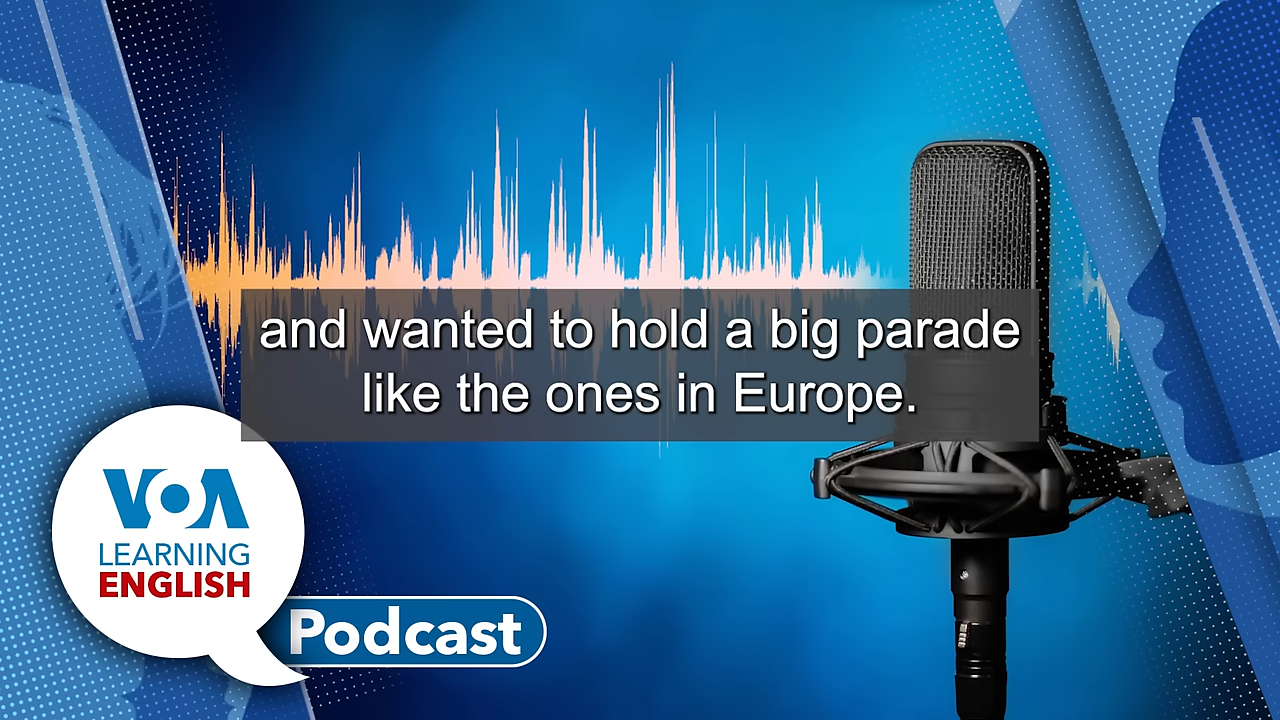 and wanted to hold a big parade
like the ones in Europe.
VOA
LEARNING
ENGLISH
Podcast